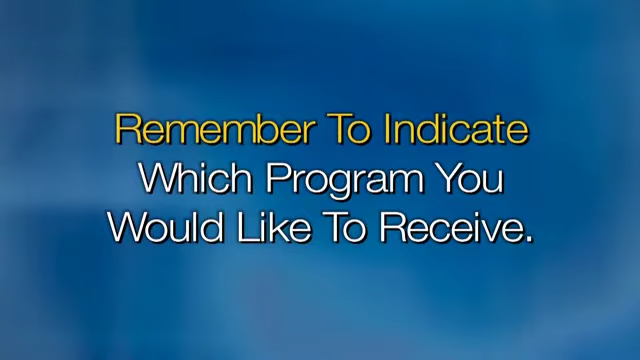 Remember To Indicate
Which Program You
Would Like To Receive.